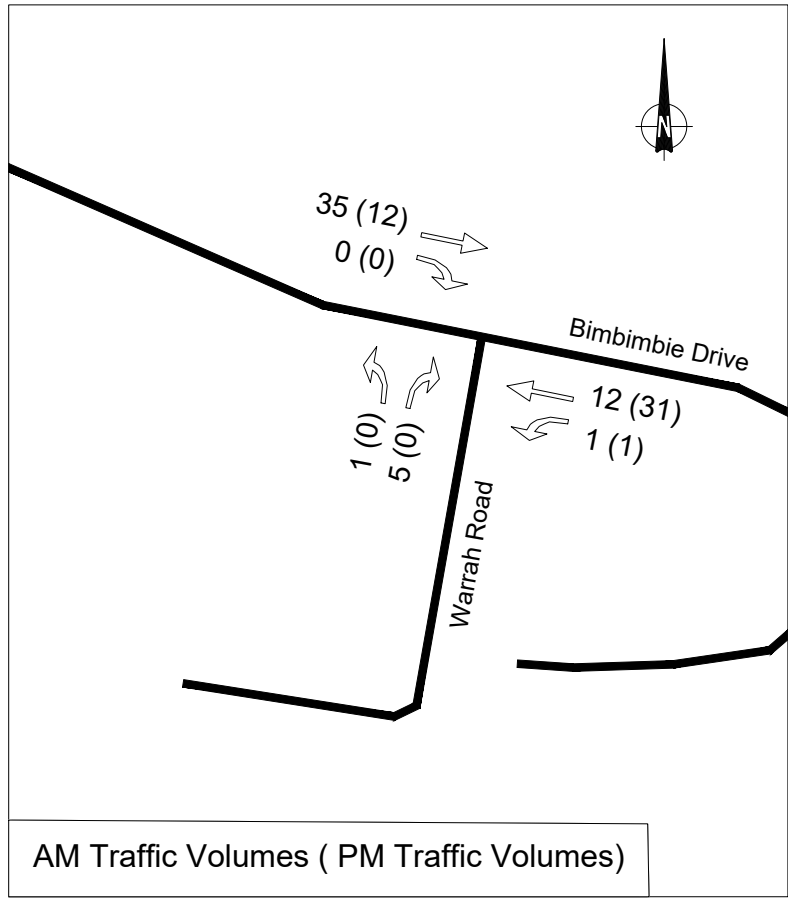 N
35 (12)
0 (0)
Bimbimbie Drive
12 (31)
1 (1)
1 (0)
5 (0)
Warrah Road
AM Traffic Volumes ( PM Traffic Volumes)